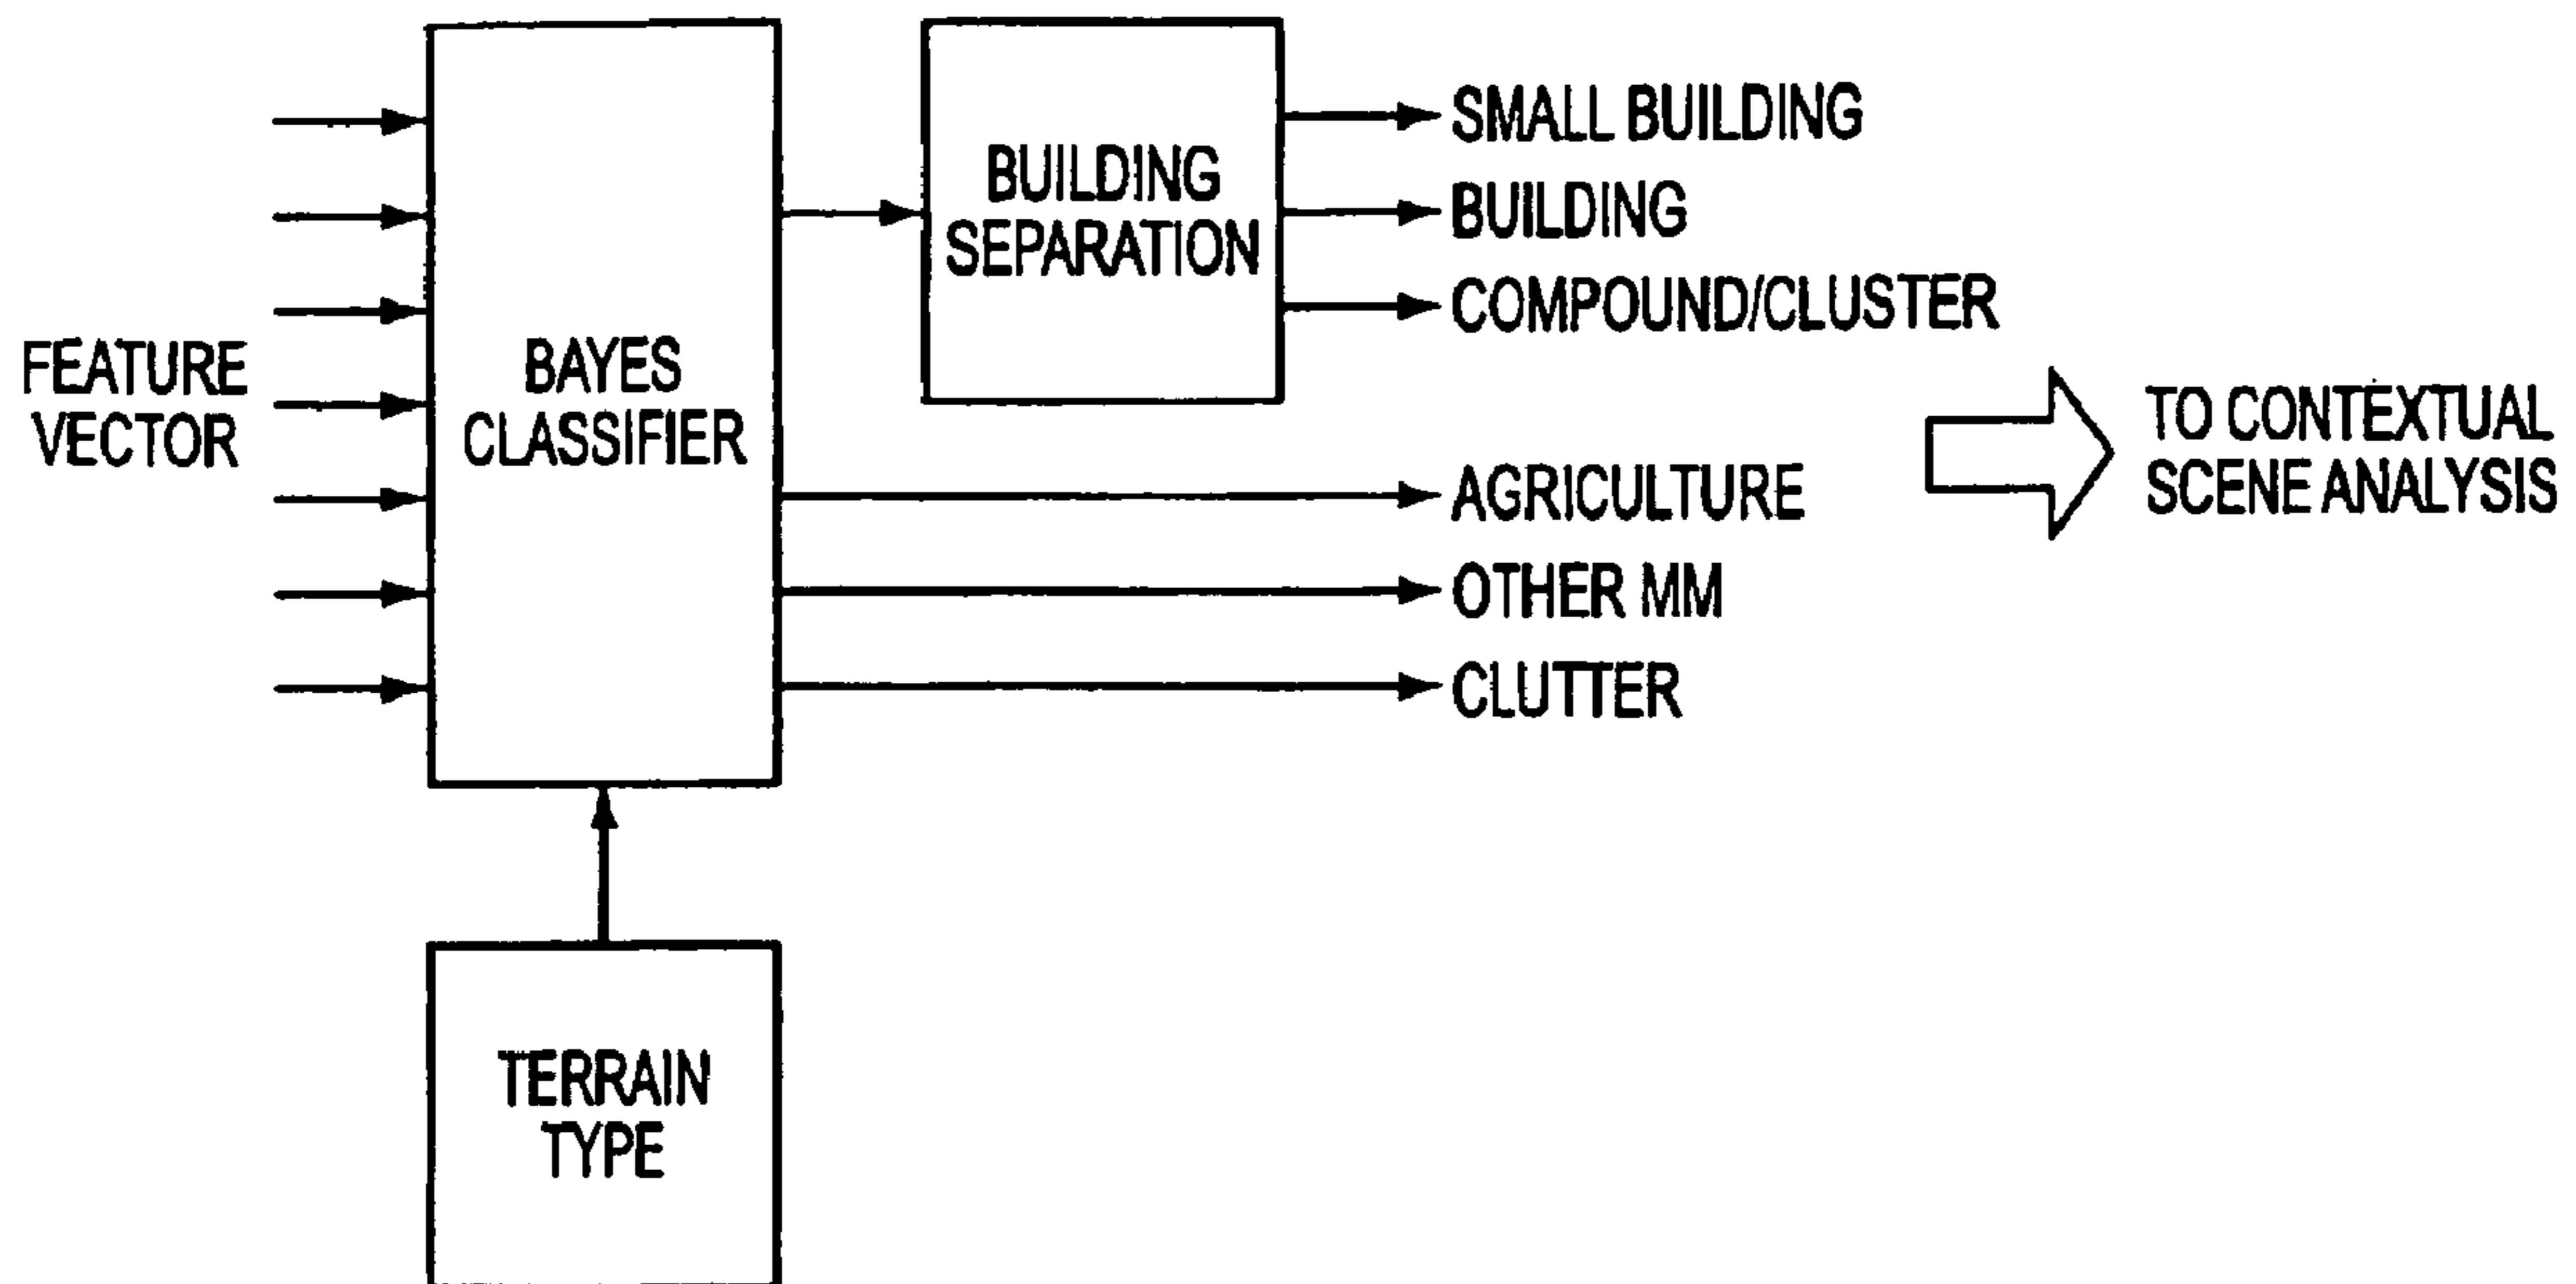 FEATURE
VECTOR
BAYES
CLASSIFIER
BUILDING
SEPARATION
SMALL BUILDING
BUILDING
COMPOUND/CLUSTER
AGRICULTURE
OTHER MM
CLUTTER
TO CONTEXTUAL
SCENE ANALYSIS
TERRAIN
TYPE